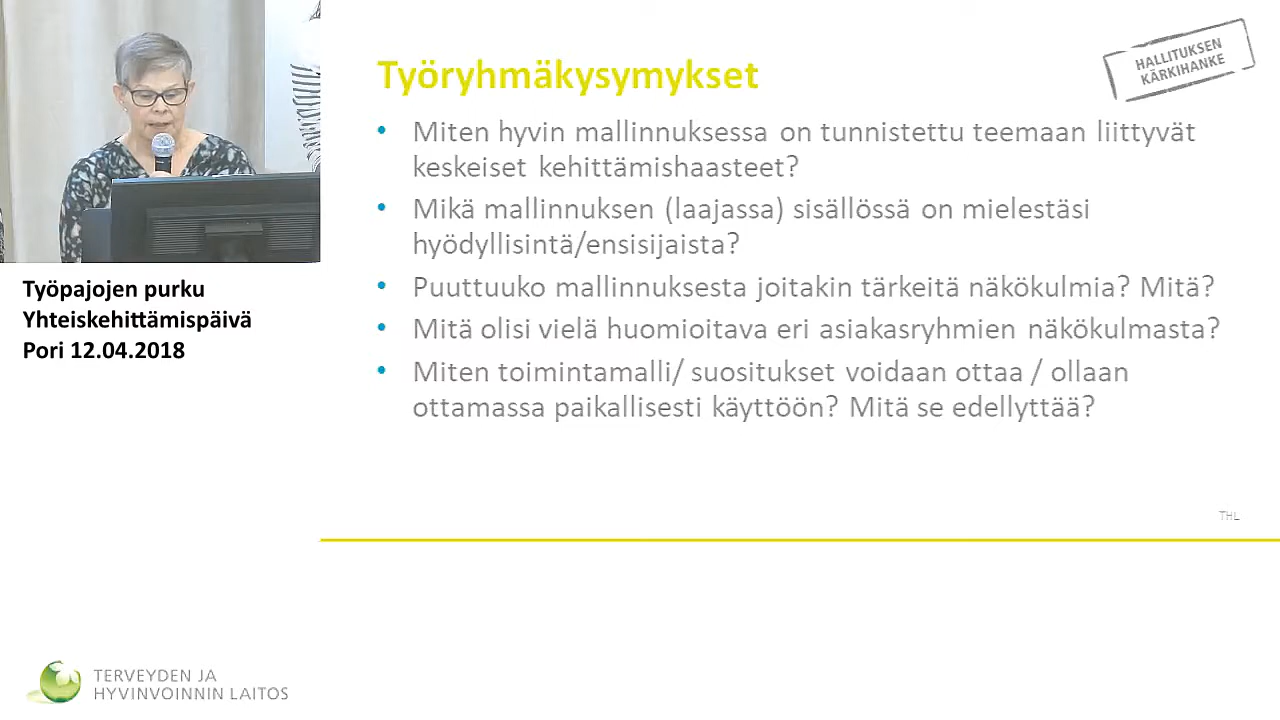 Työryhmäkysymykset
HALLITUKSEN
KÄRKIHANKE
• Miten hyvin mallinnuksessa on tunnistettu teemaan liittyvät
keskeiset kehittämishaasteet?
• Mikä mallinnuksen (laajassa) sisällössä on mielestäsi
hyödyllisintä/ensisijaista?
• Puuttuuko mallinnuksesta joitakin tärkeitä näkökulmia? Mitä?
• Mitä olisi vielä huomioitava eri asiakasryhmien näkökulmasta?
• Miten toimintamalli/ suositukset voidaan ottaa / ollaan
ottamassa paikallisesti käyttöön? Mitä se edellyttää?
THL
Työpajojen purku
Yhteiskehittämispäivä
Pori 12.04.2018
TERVEYDEN JA
HYVINVOINNIN LAITOS